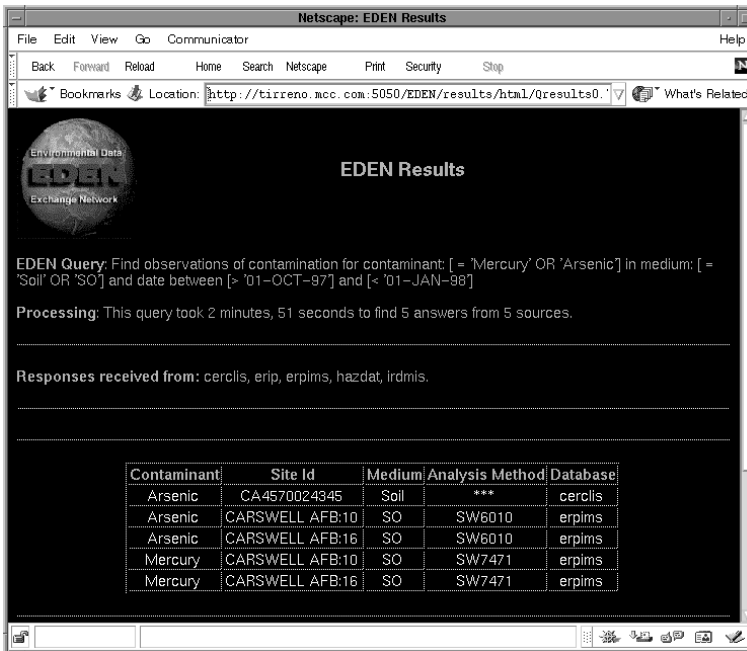 Netscape: EDEN Results
File Edit View Go Communicator Help
Back Forward Reload Home Search Netscape Print Security Stop N
Bookmarks Location: http://tirreno.mcc.com:5050/EDEN/results/html/Qresults0.' What's Related
Environmental Data
EDEN
Exchange Network
EDEN Results
EDEN Query: Find observations of contamination for contaminant: [ = 'Mercury' OR 'Arsenic'] in medium: [ =
'Soil' OR 'SO'] and date between [> '01-OCT-97'] and [< '01-JAN-98']
Processing: This query took 2 minutes, 51 seconds to find 5 answers from 5 sources.
Responses received from: cerclis, erip, erpims, hazdat, irdmis.
Contaminant Site Id Medium Analysis Method Database
Arsenic CA4570024345 Soil *** cerclis
Arsenic CARSWELL AFB:10 SO SW6010 erpims
Arsenic CARSWELL AFB:16 SO SW6010 erpims
Mercury CARSWELL AFB:10 SO SW7471 erpims
Mercury CARSWELL AFB:16 SO SW7471 erpims